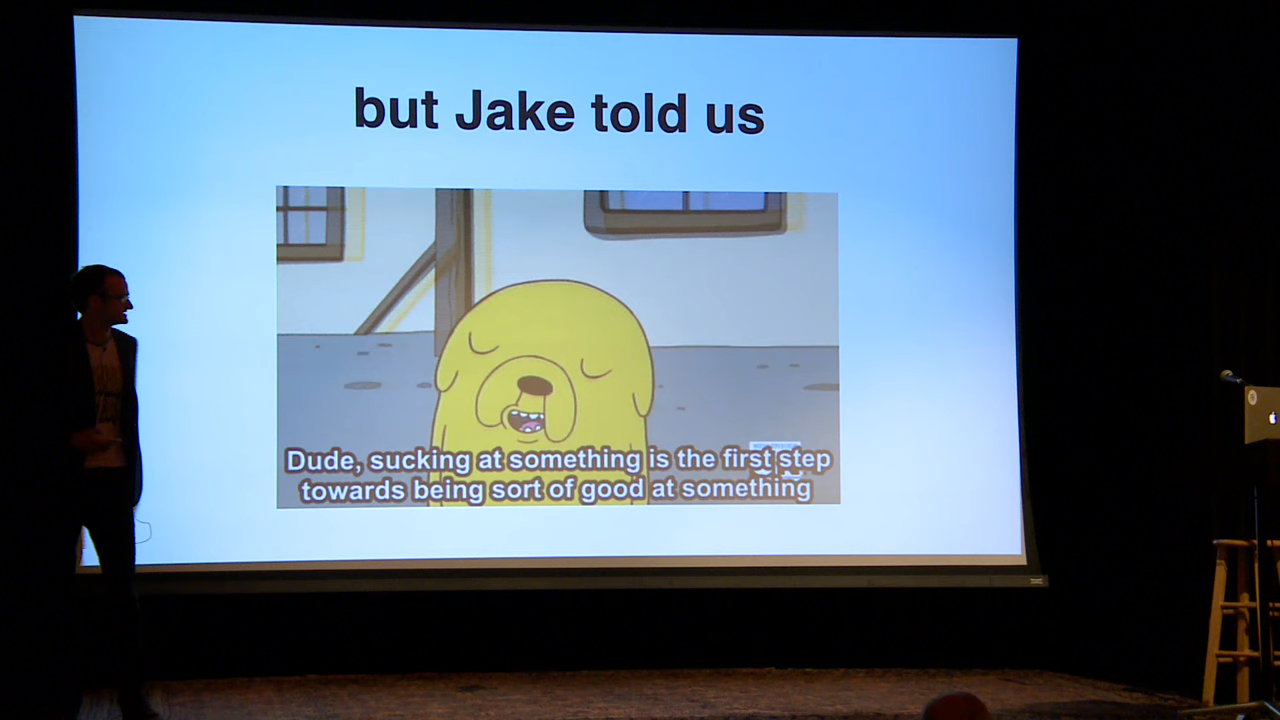 but Jake told us
Dude, sucking at something is the first step
towards being sort of good at something